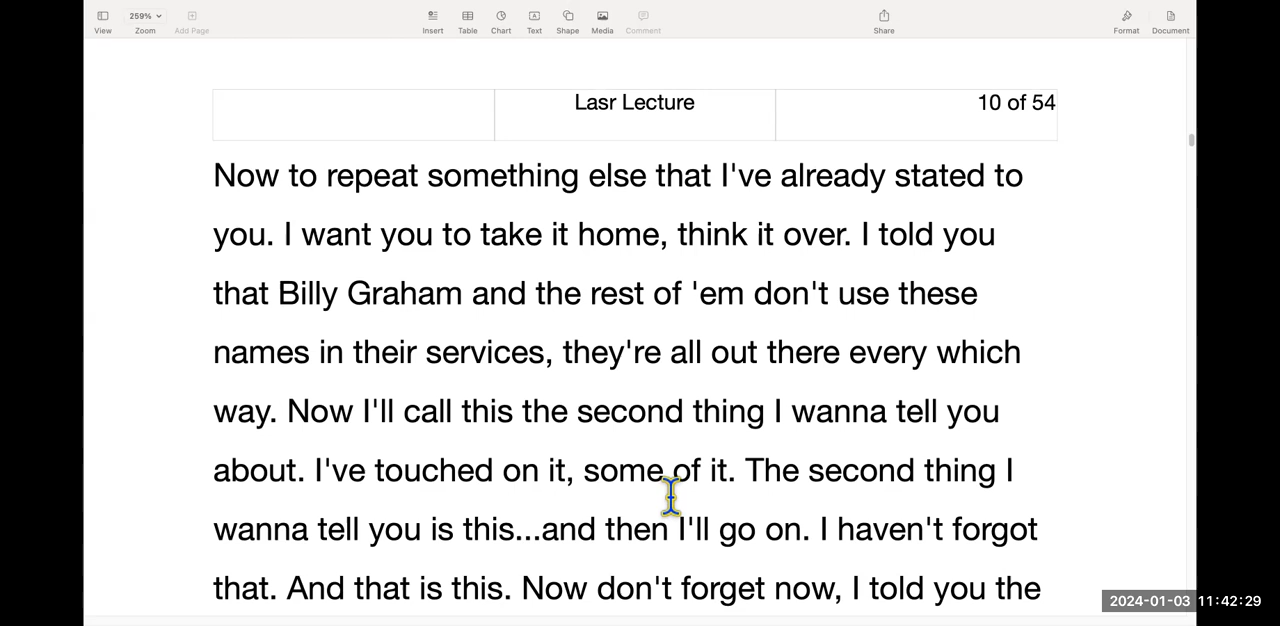 259%
View
Zoom
Add Page
Insert
Table
Chart
Text
Shape
Media
Comment
Share
Format
Document
Lasr Lecture
10 of 54
Now to repeat something else that I've already stated to
you. I want you to take it home, think it over. I told you
that Billy Graham and the rest of 'em don't use these
names in their services, they're all out there every which
way. Now I'll call this the second thing I wanna tell you
about. I've touched on it, some of it. The second thing I
wanna tell you is this...and then I'll go on. I haven't forgot
that. And that is this. Now don't forget now, I told you the
2024-01-03 11:42:29